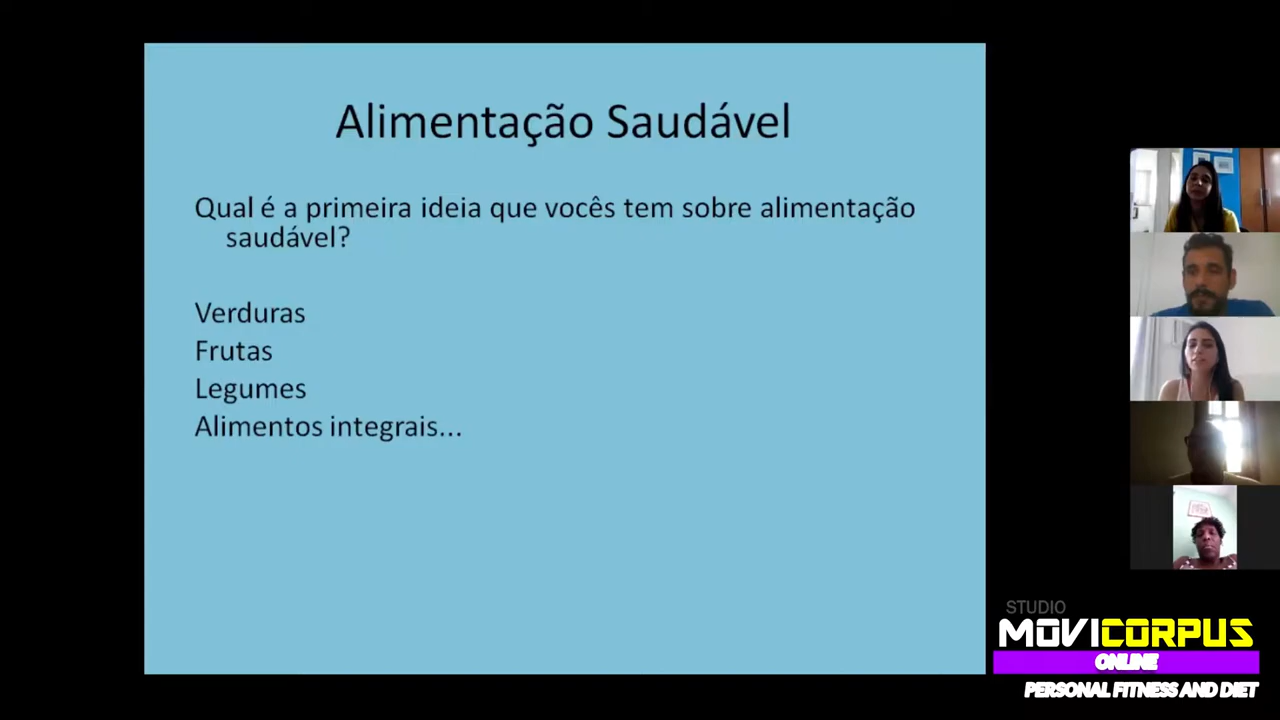 Alimentação Saudável
Qual é a primeira ideia que vocês tem sobre alimentação
saudável?
Verduras
Frutas
Legumes
Alimentos integrais...
STUDIO
MOVICORPUS
ONLINE
PERSONAL FITNESS AND DIET